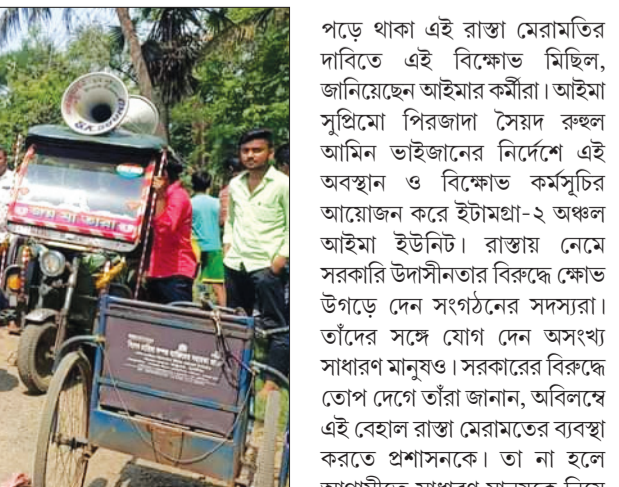 জয় মা তারা
পড়ে থাকা এই রাস্তা মেরামতির
দাবিতে এই বিক্ষোভ মিছিল,
জানিয়েছেন আইমার কর্মীরা। আইমা
সুপ্রিমো পিরজাদা সৈয়দ রুহুল
আমিন ভাইজানের নির্দেশে এই
অবস্থান ও বিক্ষোভ কর্মসূচির
আয়োজন করে ইটামগ্রা-২ অঞ্চল
আইমা ইউনিট। রাস্তায় নেমে
সরকারি উদাসীনতার বিরুদ্ধে ক্ষোভ
উগড়ে দেন সংগঠনের সদস্যরা।
তাঁদের সঙ্গে যোগ দেন অসংখ্য
সাধারণ মানুষও। সরকারের বিরুদ্ধে
তোপ দেগে তাঁরা জানান, অবিলম্বে
এই বেহাল রাস্তা মেরামতের ব্যবস্থা
করতে প্রশাসনকে। তা না হলে